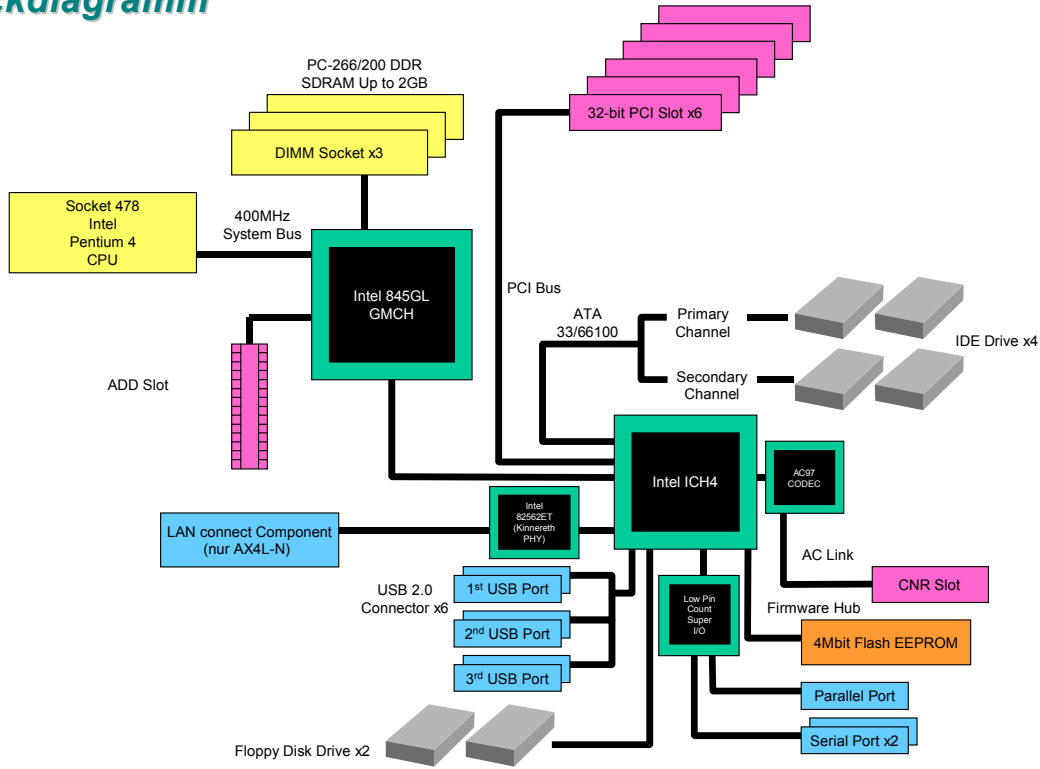 ckdiagramm
PC-266/200 DDR
SDRAM Up to 2GB
32-bit PCI Slot x6
DIMM Socket x3
Socket 478
Intel
Pentium 4
CPU
400MHz
System Bus
Intel 845GL
GMCH
PCI Bus
ATA
33/66100
Primary
Channel
IDE Drive x4
Secondary
Channel
ADD Slot
Intel ICH4
AC97
CODEC
Intel
82562ET
(Kinnereth
PHY)
LAN connect Component
(nur AX4L-N)
AC Link
CNR Slot
USB 2.0
Connector x6
1st USB Port
2nd USB Port
3rd USB Port
Low Pin
Count
Super
I/O
Firmware Hub
4Mbit Flash EEPROM
Parallel Port
Serial Port x2
Floppy Disk Drive x2